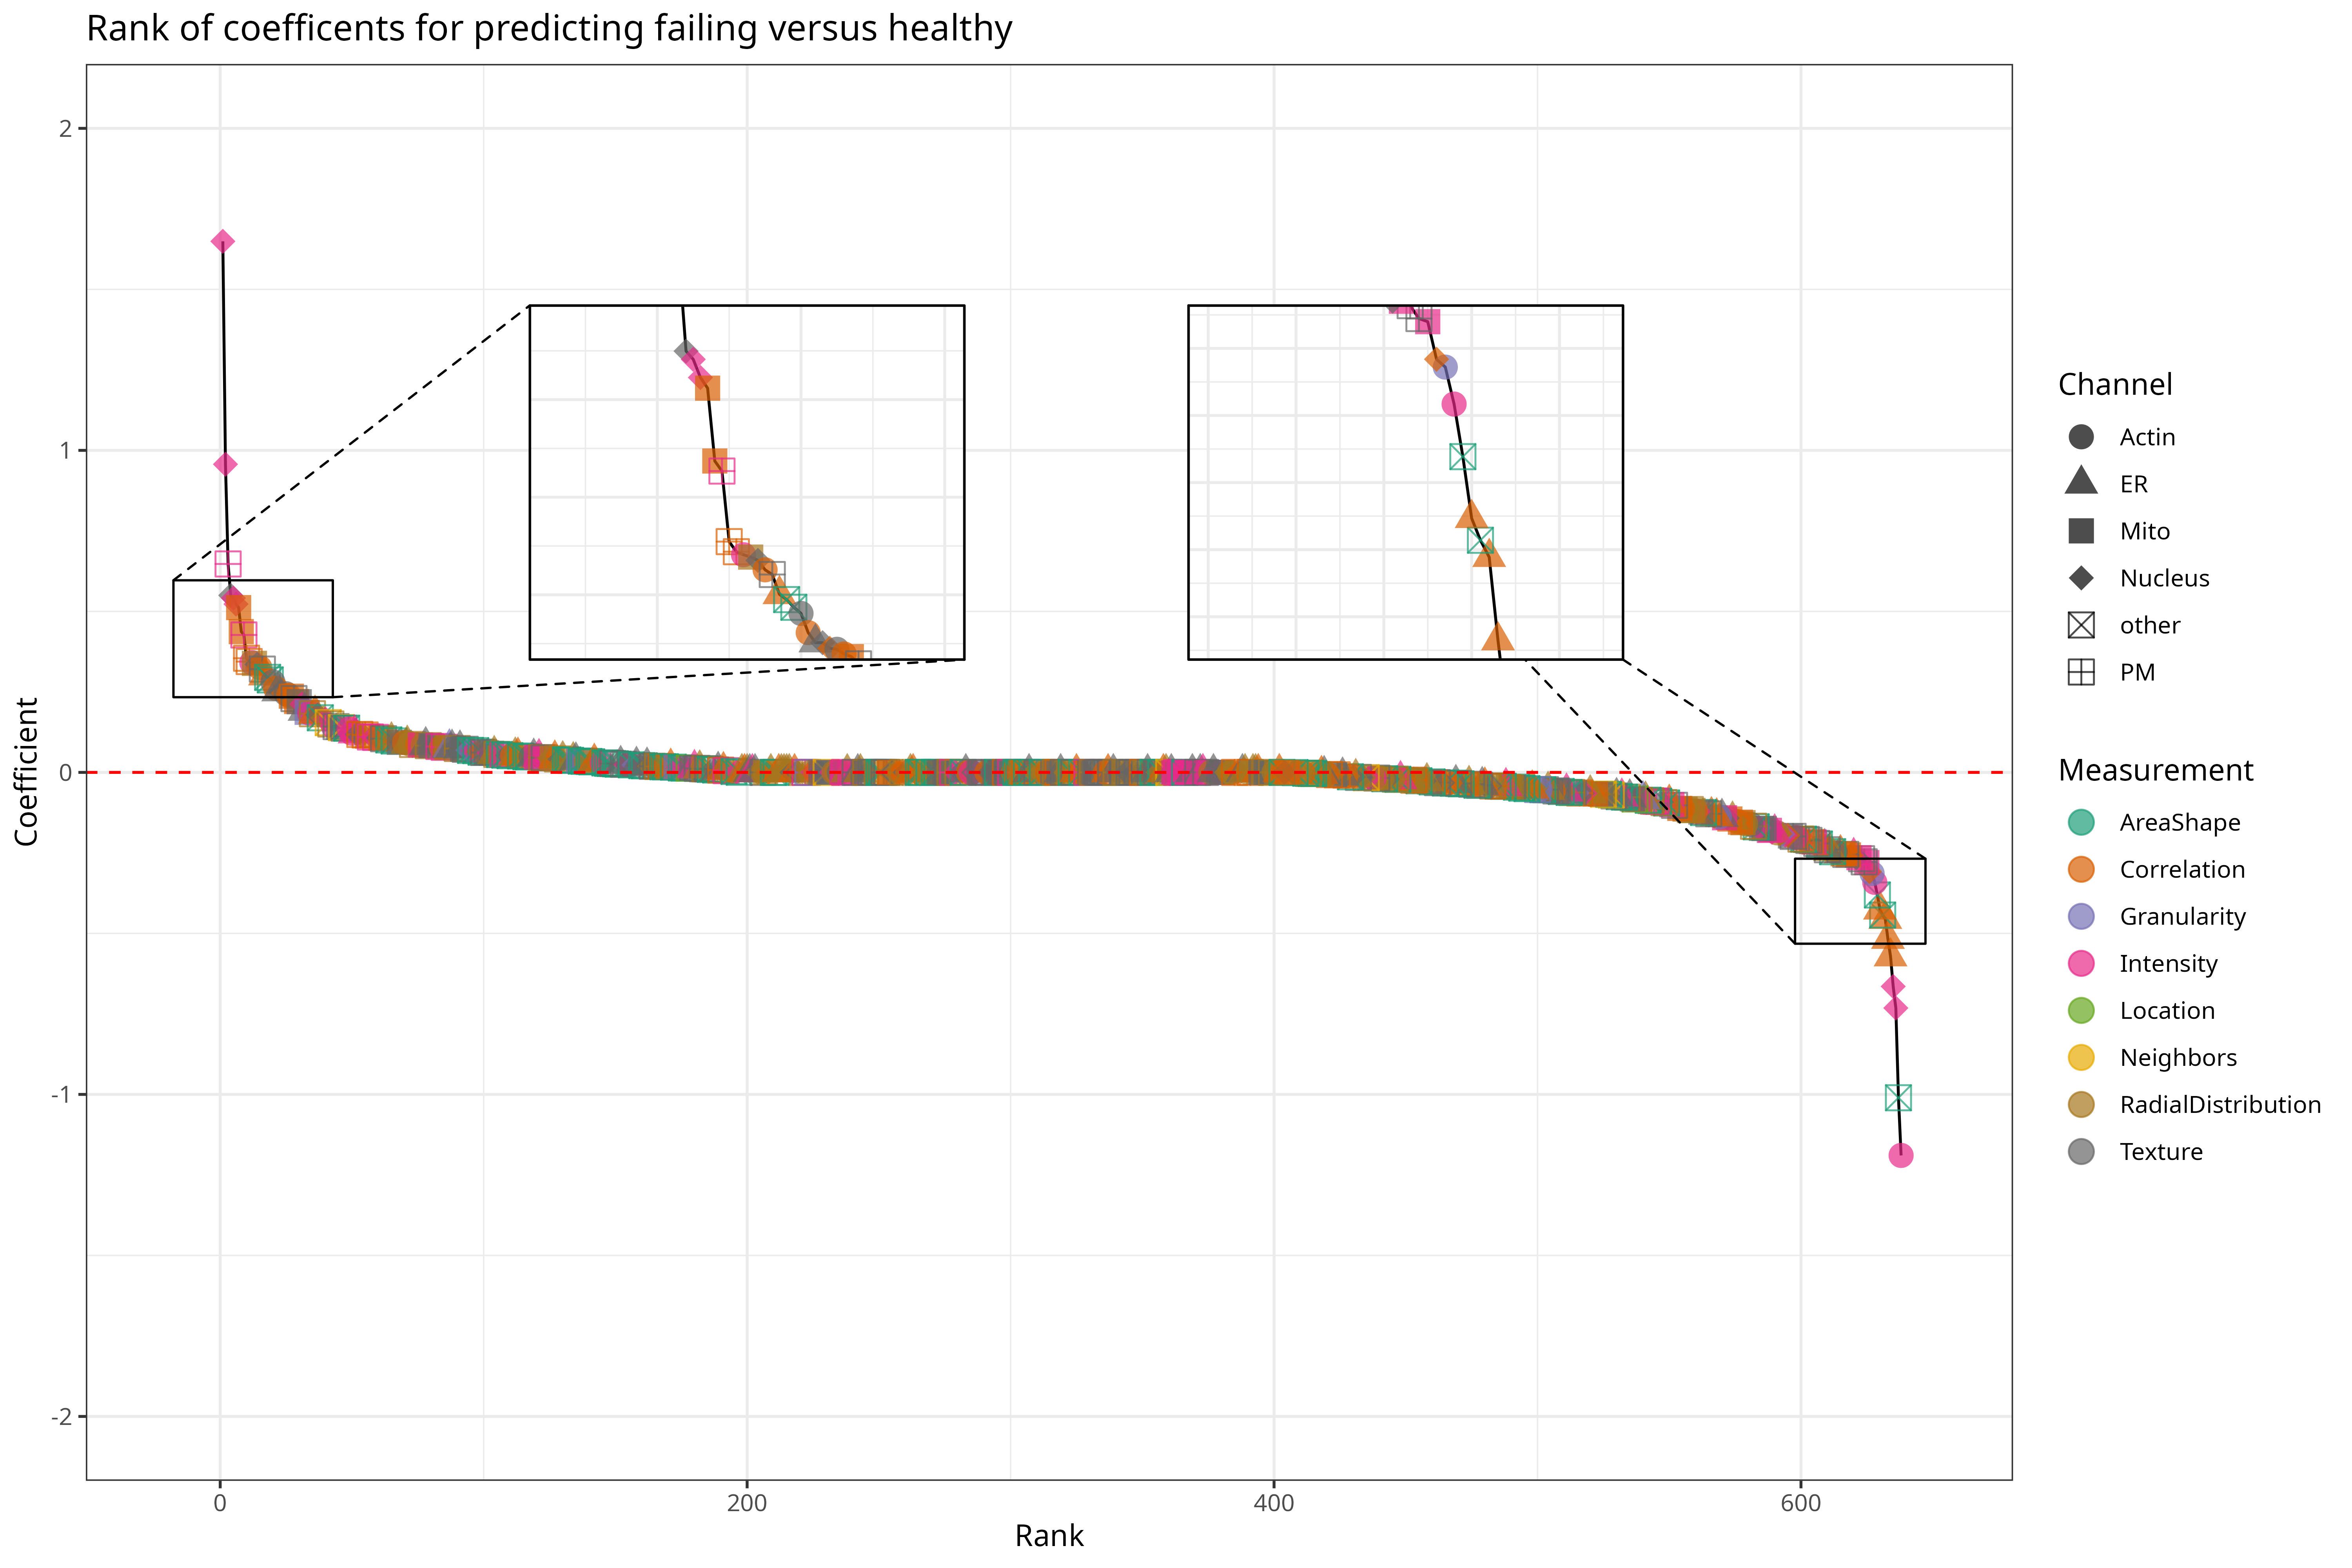 Rank of coefficents for predicting failing versus healthy
Coefficient
2
1
0
-1
-2
0
200
400
600
Rank
Channel
Actin
ER
Mito
Nucleus
other
PM
Measurement
AreaShape
Correlation
Granularity
Intensity
Location
Neighbors
RadialDistribution
Texture